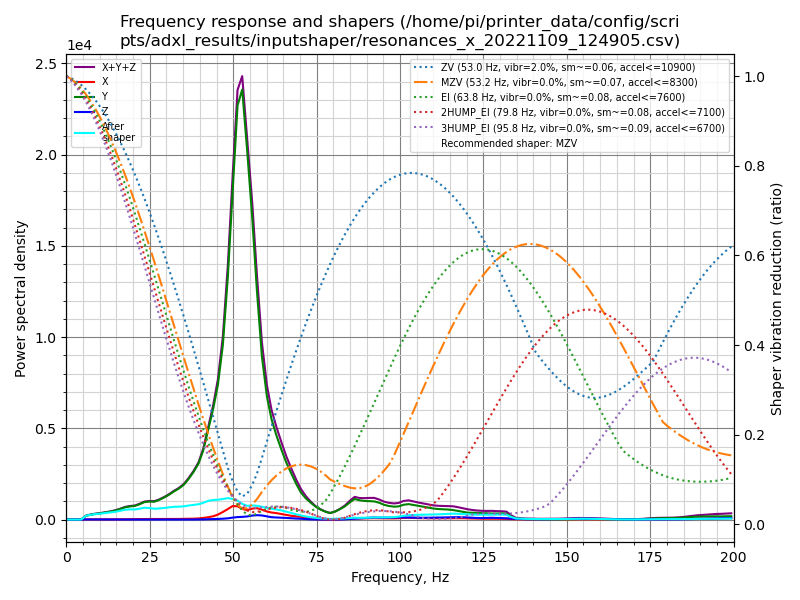 Frequency response and shapers (/home/pi/printer_data/config/scri
pts/adxl_results/inputshaper/resonances_x_20221109_124905.csv)
1e4
X+Y+Z
X
Y
Z
After
shaper
ZV (53.0 Hz, vibr=2.0%, sm~=0.06, accel<=10900)
MZV (53.2 Hz, vibr=0.0%, sm~=0.07, accel<=8300)
EI (63.8 Hz, vibr=0.0%, sm~=0.08, accel<=7600)
2HUMP_EI (79.8 Hz, vibr=0.0%, sm~=0.08, accel<=7100)
3HUMP_EI (95.8 Hz, vibr=0.0%, sm~=0.09, accel<=6700)
Recommended shaper: MZV
Power spectral density
2.5
2.0
1.5
1.0
0.5
0.0
1.0
0.8
0.6
0.4
0.2
0.0
Shaper vibration reduction (ratio)
0 25 50 75 100 125 150 175 200
Frequency, Hz